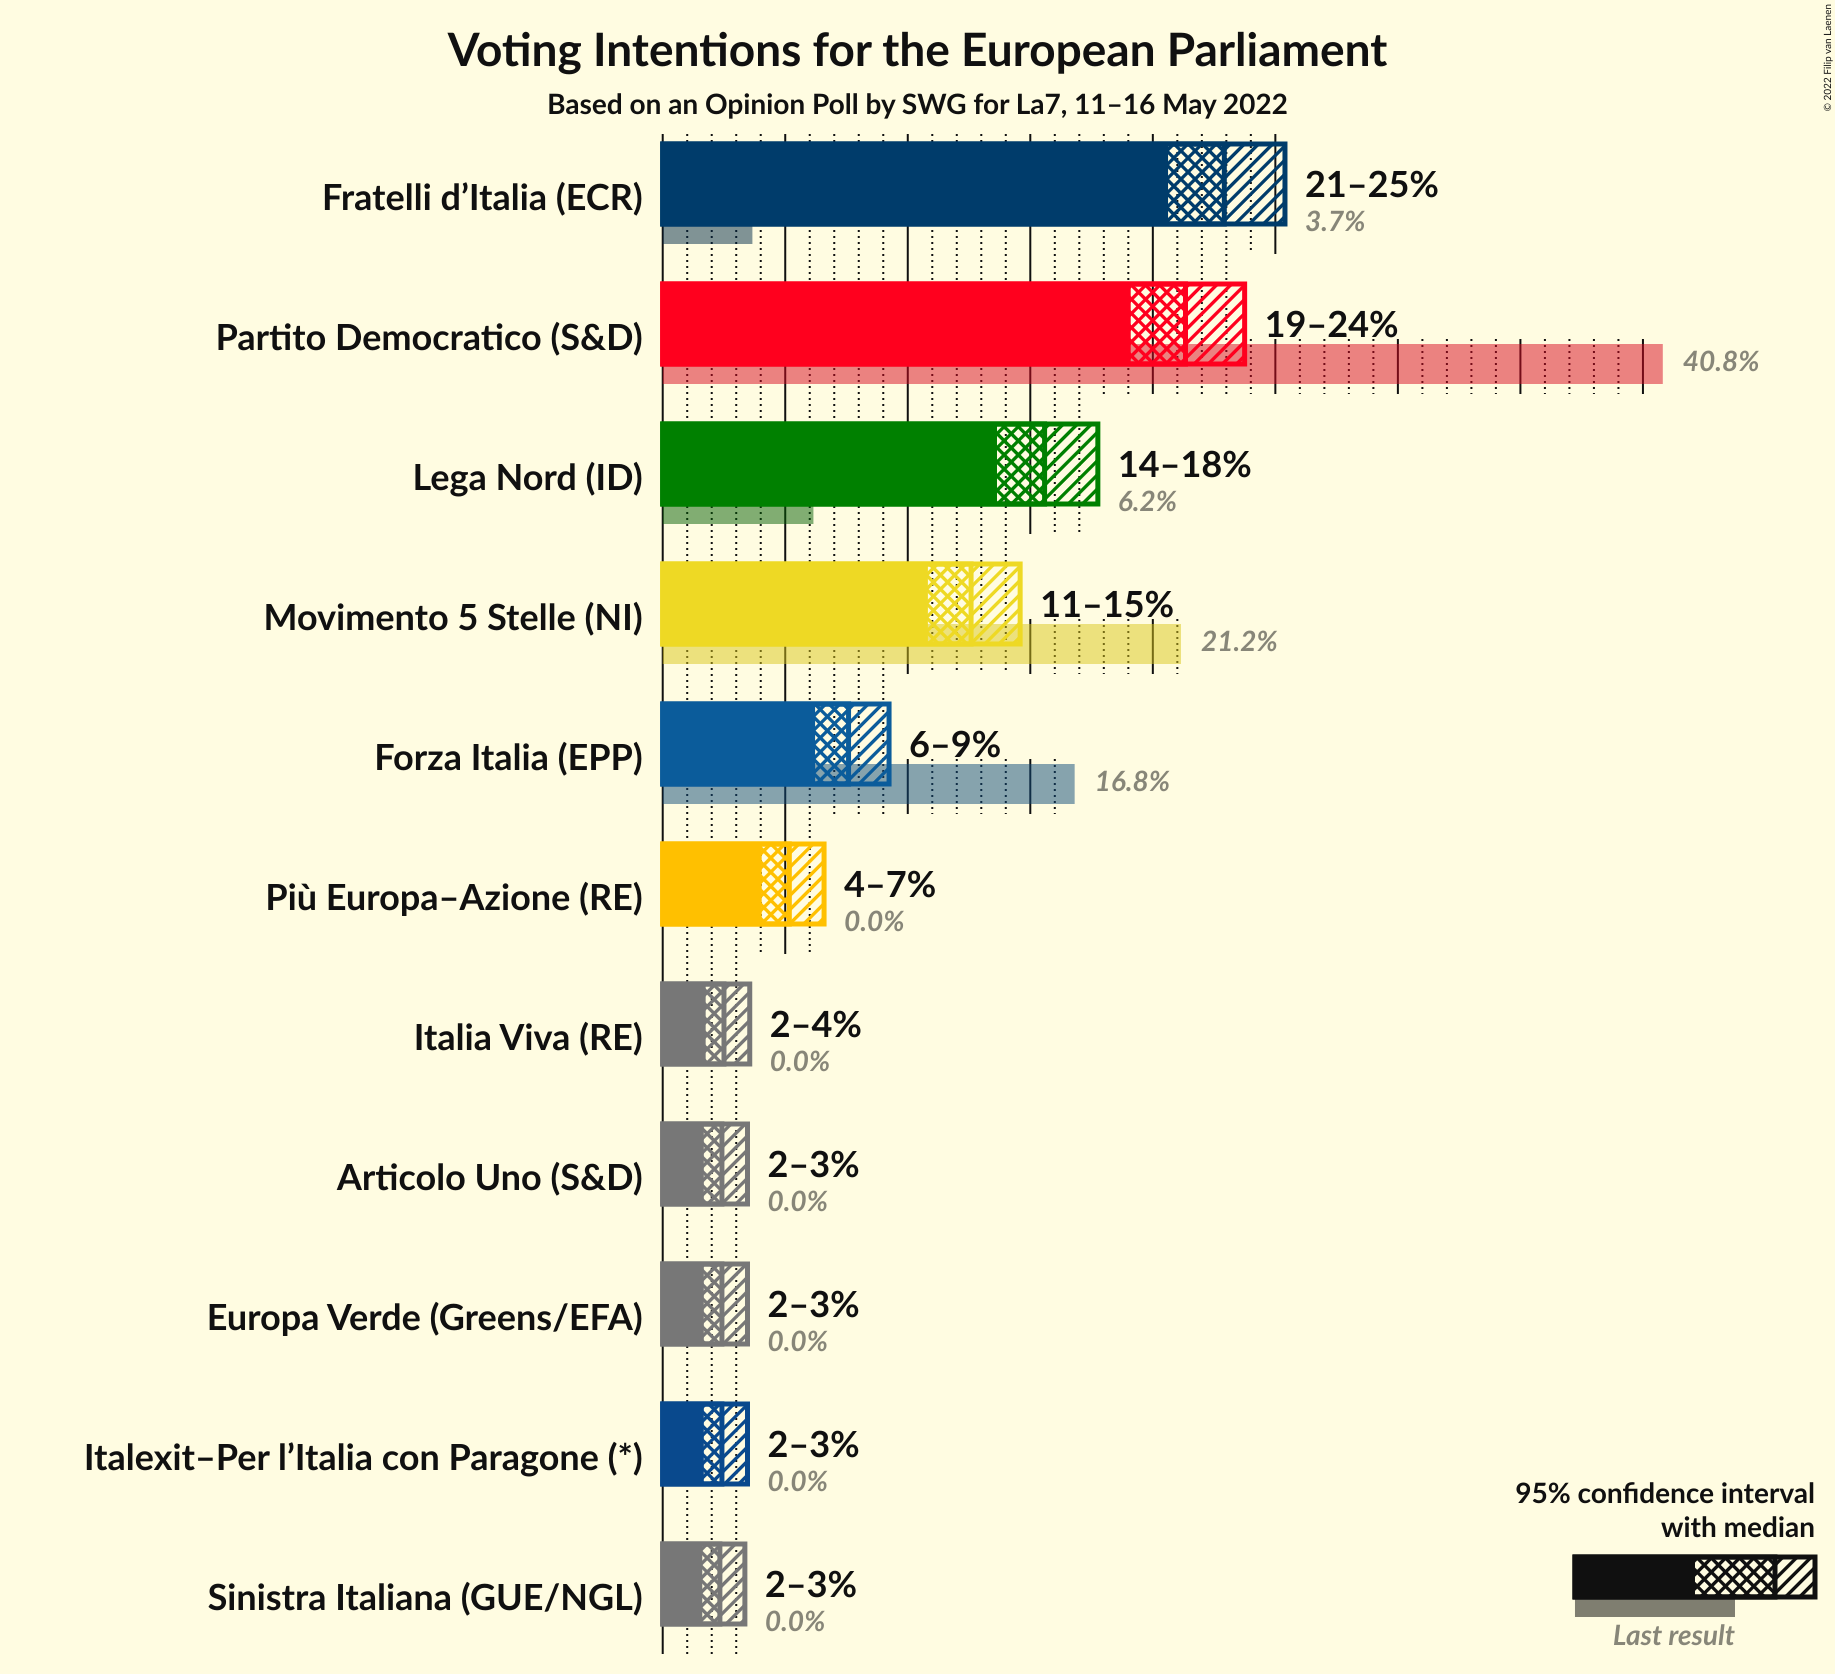 Voting Intentions for the European Parliament
Based on an Opinion Poll by SWG for La7, 11–16 May 2022
© 2022 Filip van Laenen
Fratelli d’Italia (ECR)
21–25%
3.7%
Partito Democratico (S&D)
19–24%
40.8%
Lega Nord (ID)
14–18%
6.2%
Movimento 5 Stelle (NI)
11–15%
21.2%
Forza Italia (EPP)
6–9%
16.8%
Più Europa–Azione (RE)
4–7%
0.0%
Italia Viva (RE)
2–4%
0.0%
Articolo Uno (S&D)
2–3%
0.0%
Europa Verde (Greens/EFA)
2–3%
0.0%
Italexit–Per l’Italia con Paragone (*)
2–3%
0.0%
Sinistra Italiana (GUE/NGL)
2–3%
0.0%
95% confidence interval
with median
Last result